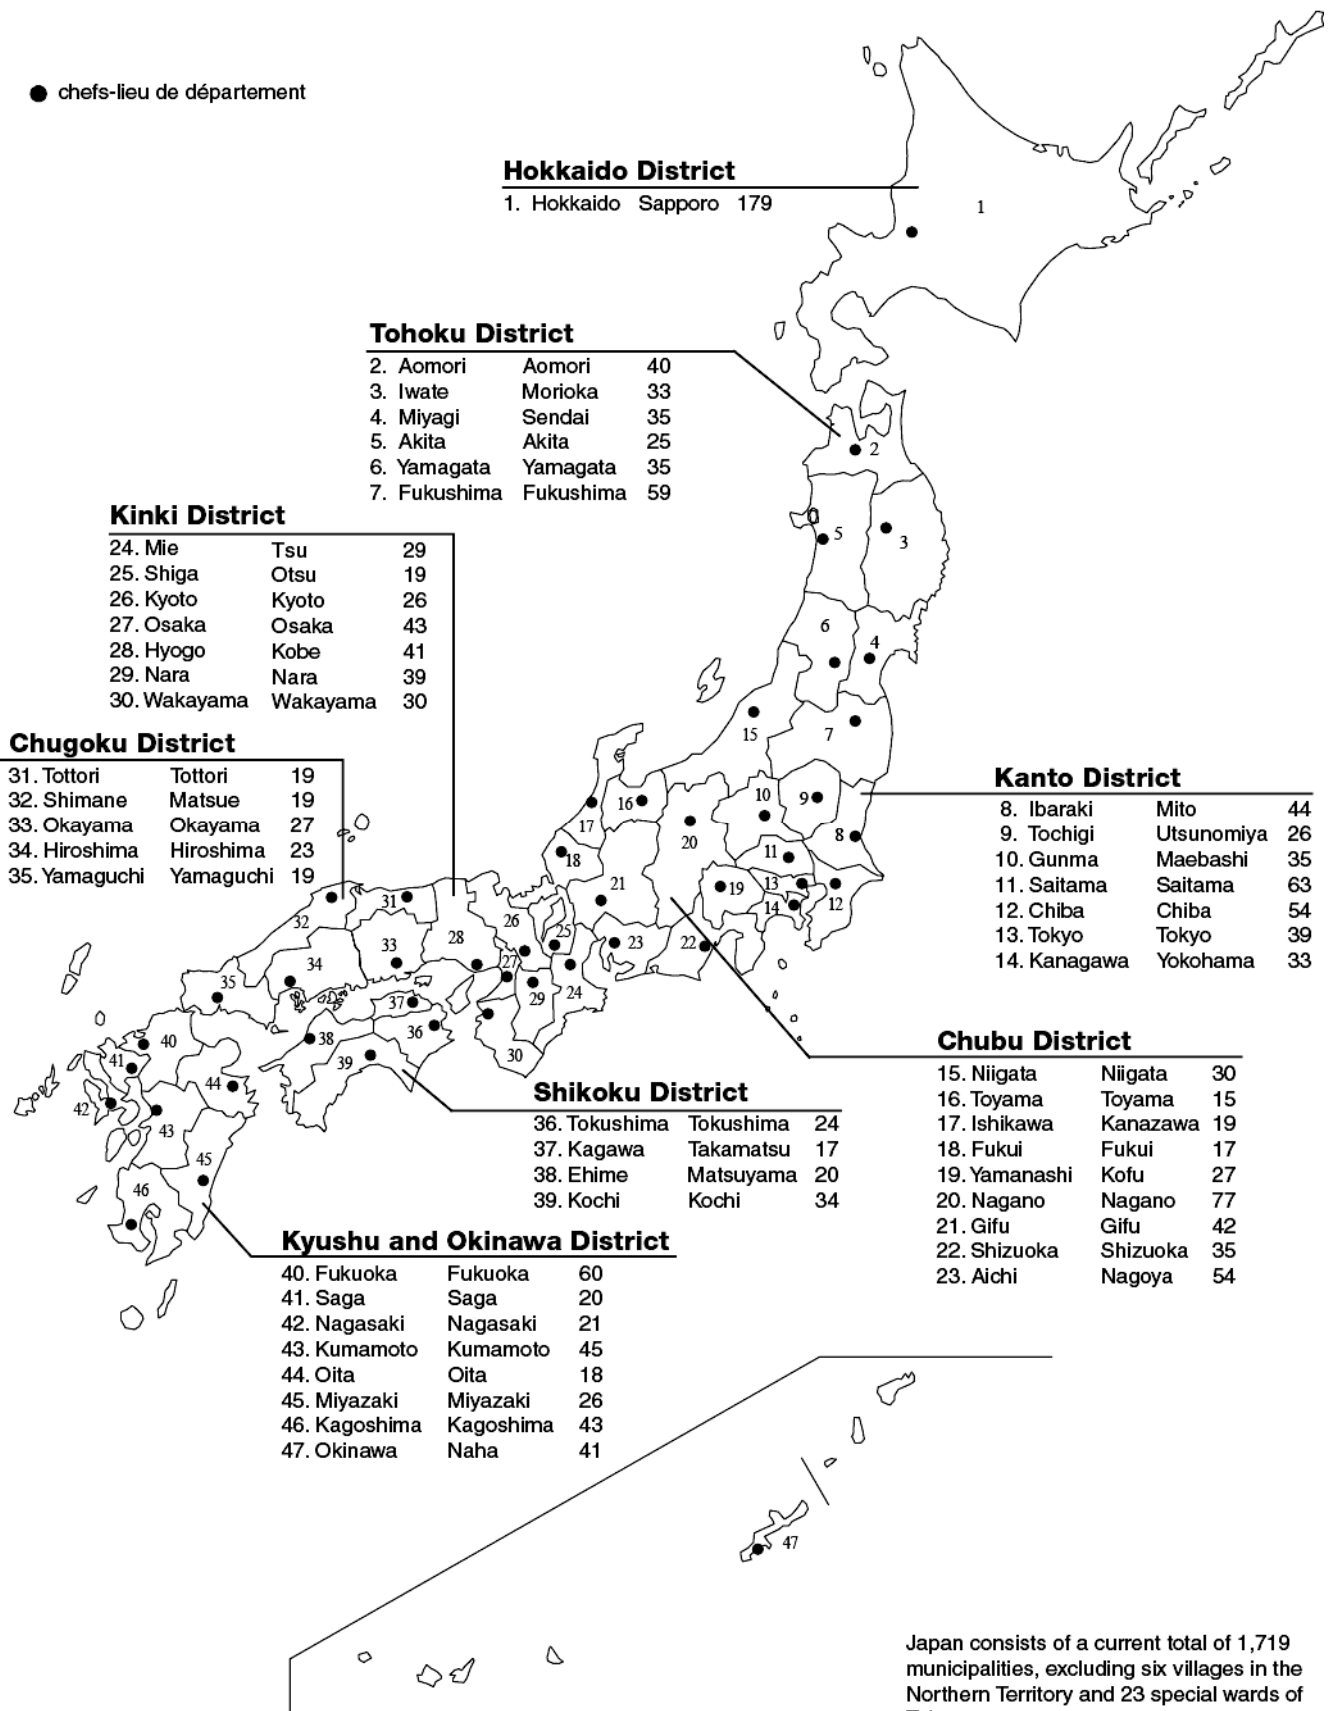 ● chefs-lieu de département
Hokkaido District
1. Hokkaido Sapporo 179
1
Tohoku District
2. Aomori Aomori 40
3. Iwate Morioka 33
4. Miyagi Sendai 35
5. Akita Akita 25
6. Yamagata Yamagata 35
7. Fukushima Fukushima 59
2
5
3
6
4
15
7
Kinki District
24. Mie Tsu 29
25. Shiga Otsu 19
26. Kyoto Kyoto 26
27. Osaka Osaka 43
28. Hyogo Kobe 41
29. Nara Nara 39
30. Wakayama Wakayama 30
Chugoku District
31. Tottori Tottori 19
32. Shimane Matsue 19
33. Okayama Okayama 27
34. Hiroshima Hiroshima 23
35. Yamaguchi Yamaguchi 19
Kanto District
8. Ibaraki Mito 44
9. Tochigi Utsunomiya 26
10. Gunma Maebashi 35
11. Saitama Saitama 63
12. Chiba Chiba 54
13. Tokyo Tokyo 39
14. Kanagawa Yokohama 33
16
10
9
17
20
8
18
11
21
19
13
12
14
31
32
26
25
28
33
23
22
34
27
35
29
24
37
36
38
40
39
30
41
44
42
43
45
46
Chubu District
15. Niigata Niigata 30
16. Toyama Toyama 15
17. Ishikawa Kanazawa 19
18. Fukui Fukui 17
19. Yamanashi Kofu 27
20. Nagano Nagano 77
21. Gifu Gifu 42
22. Shizuoka Shizuoka 35
23. Aichi Nagoya 54
Shikoku District
36. Tokushima Tokushima 24
37. Kagawa Takamatsu 17
38. Ehime Matsuyama 20
39. Kochi Kochi 34
Kyushu and Okinawa District
40. Fukuoka Fukuoka 60
41. Saga Saga 20
42. Nagasaki Nagasaki 21
43. Kumamoto Kumamoto 45
44. Oita Oita 18
45. Miyazaki Miyazaki 26
46. Kagoshima Kagoshima 43
47. Okinawa Naha 41
47
Japan consists of a current total of 1,719
municipalities, excluding six villages in the
Northern Territory and 23 special wards of